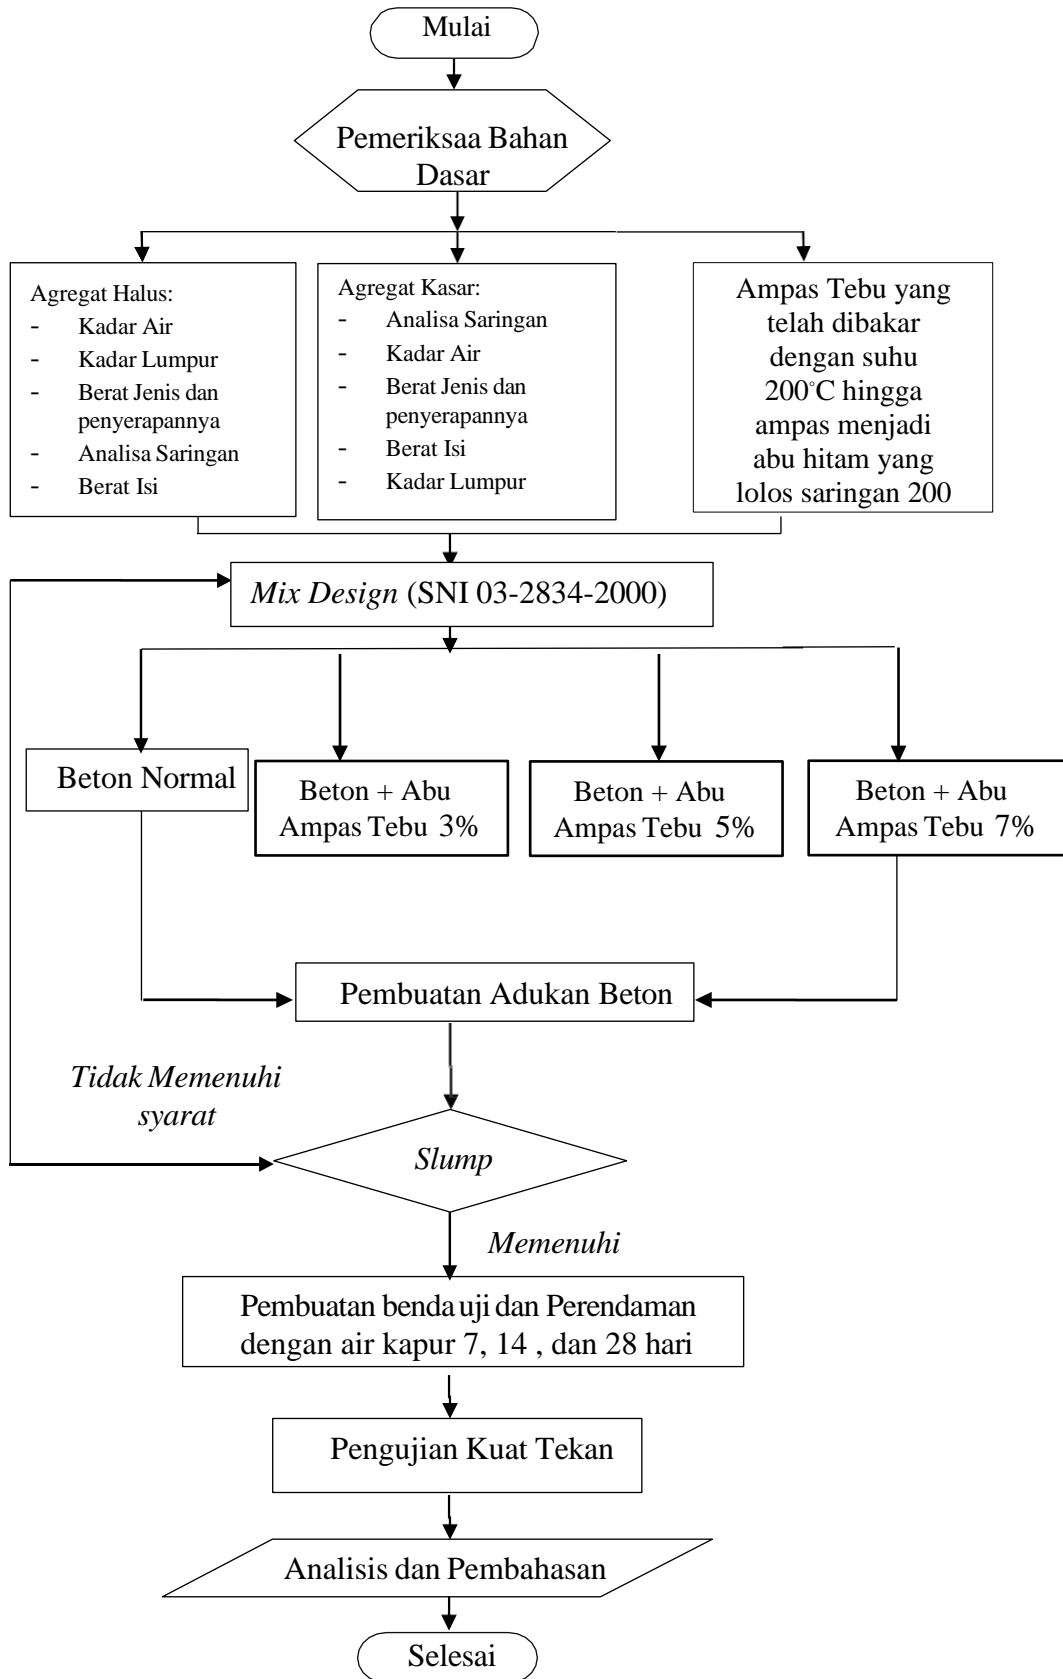 Mulai
Pemeriksaa Bahan
Dasar
Agregat Halus:
- Kadar Air
- Kadar Lumpur
- Berat Jenis dan
penyerapannya
- Analisa Saringan
- Berat Isi
Agregat Kasar:
- Analisa Saringan
- Kadar Air
- Berat Jenis dan
penyerapannya
- Berat Isi
- Kadar Lumpur
Ampas Tebu yang
telah dibakar
dengan suhu
200°C hingga
ampas menjadi
abu hitam yang
lolos saringan 200
Mix Design (SNI 03-2834-2000)
Beton Normal
Beton + Abu
Ampas Tebu 3%
Beton + Abu
Ampas Tebu 5%
Beton + Abu
Ampas Tebu 7%
Pembuatan Adukan Beton
Tidak Memenuhi
syarat
Slump
Memenuhi
Pembuatan benda uji dan Perendaman
dengan air kapur 7, 14 , dan 28 hari
Pengujian Kuat Tekan
Analisis dan Pembahasan
Selesai